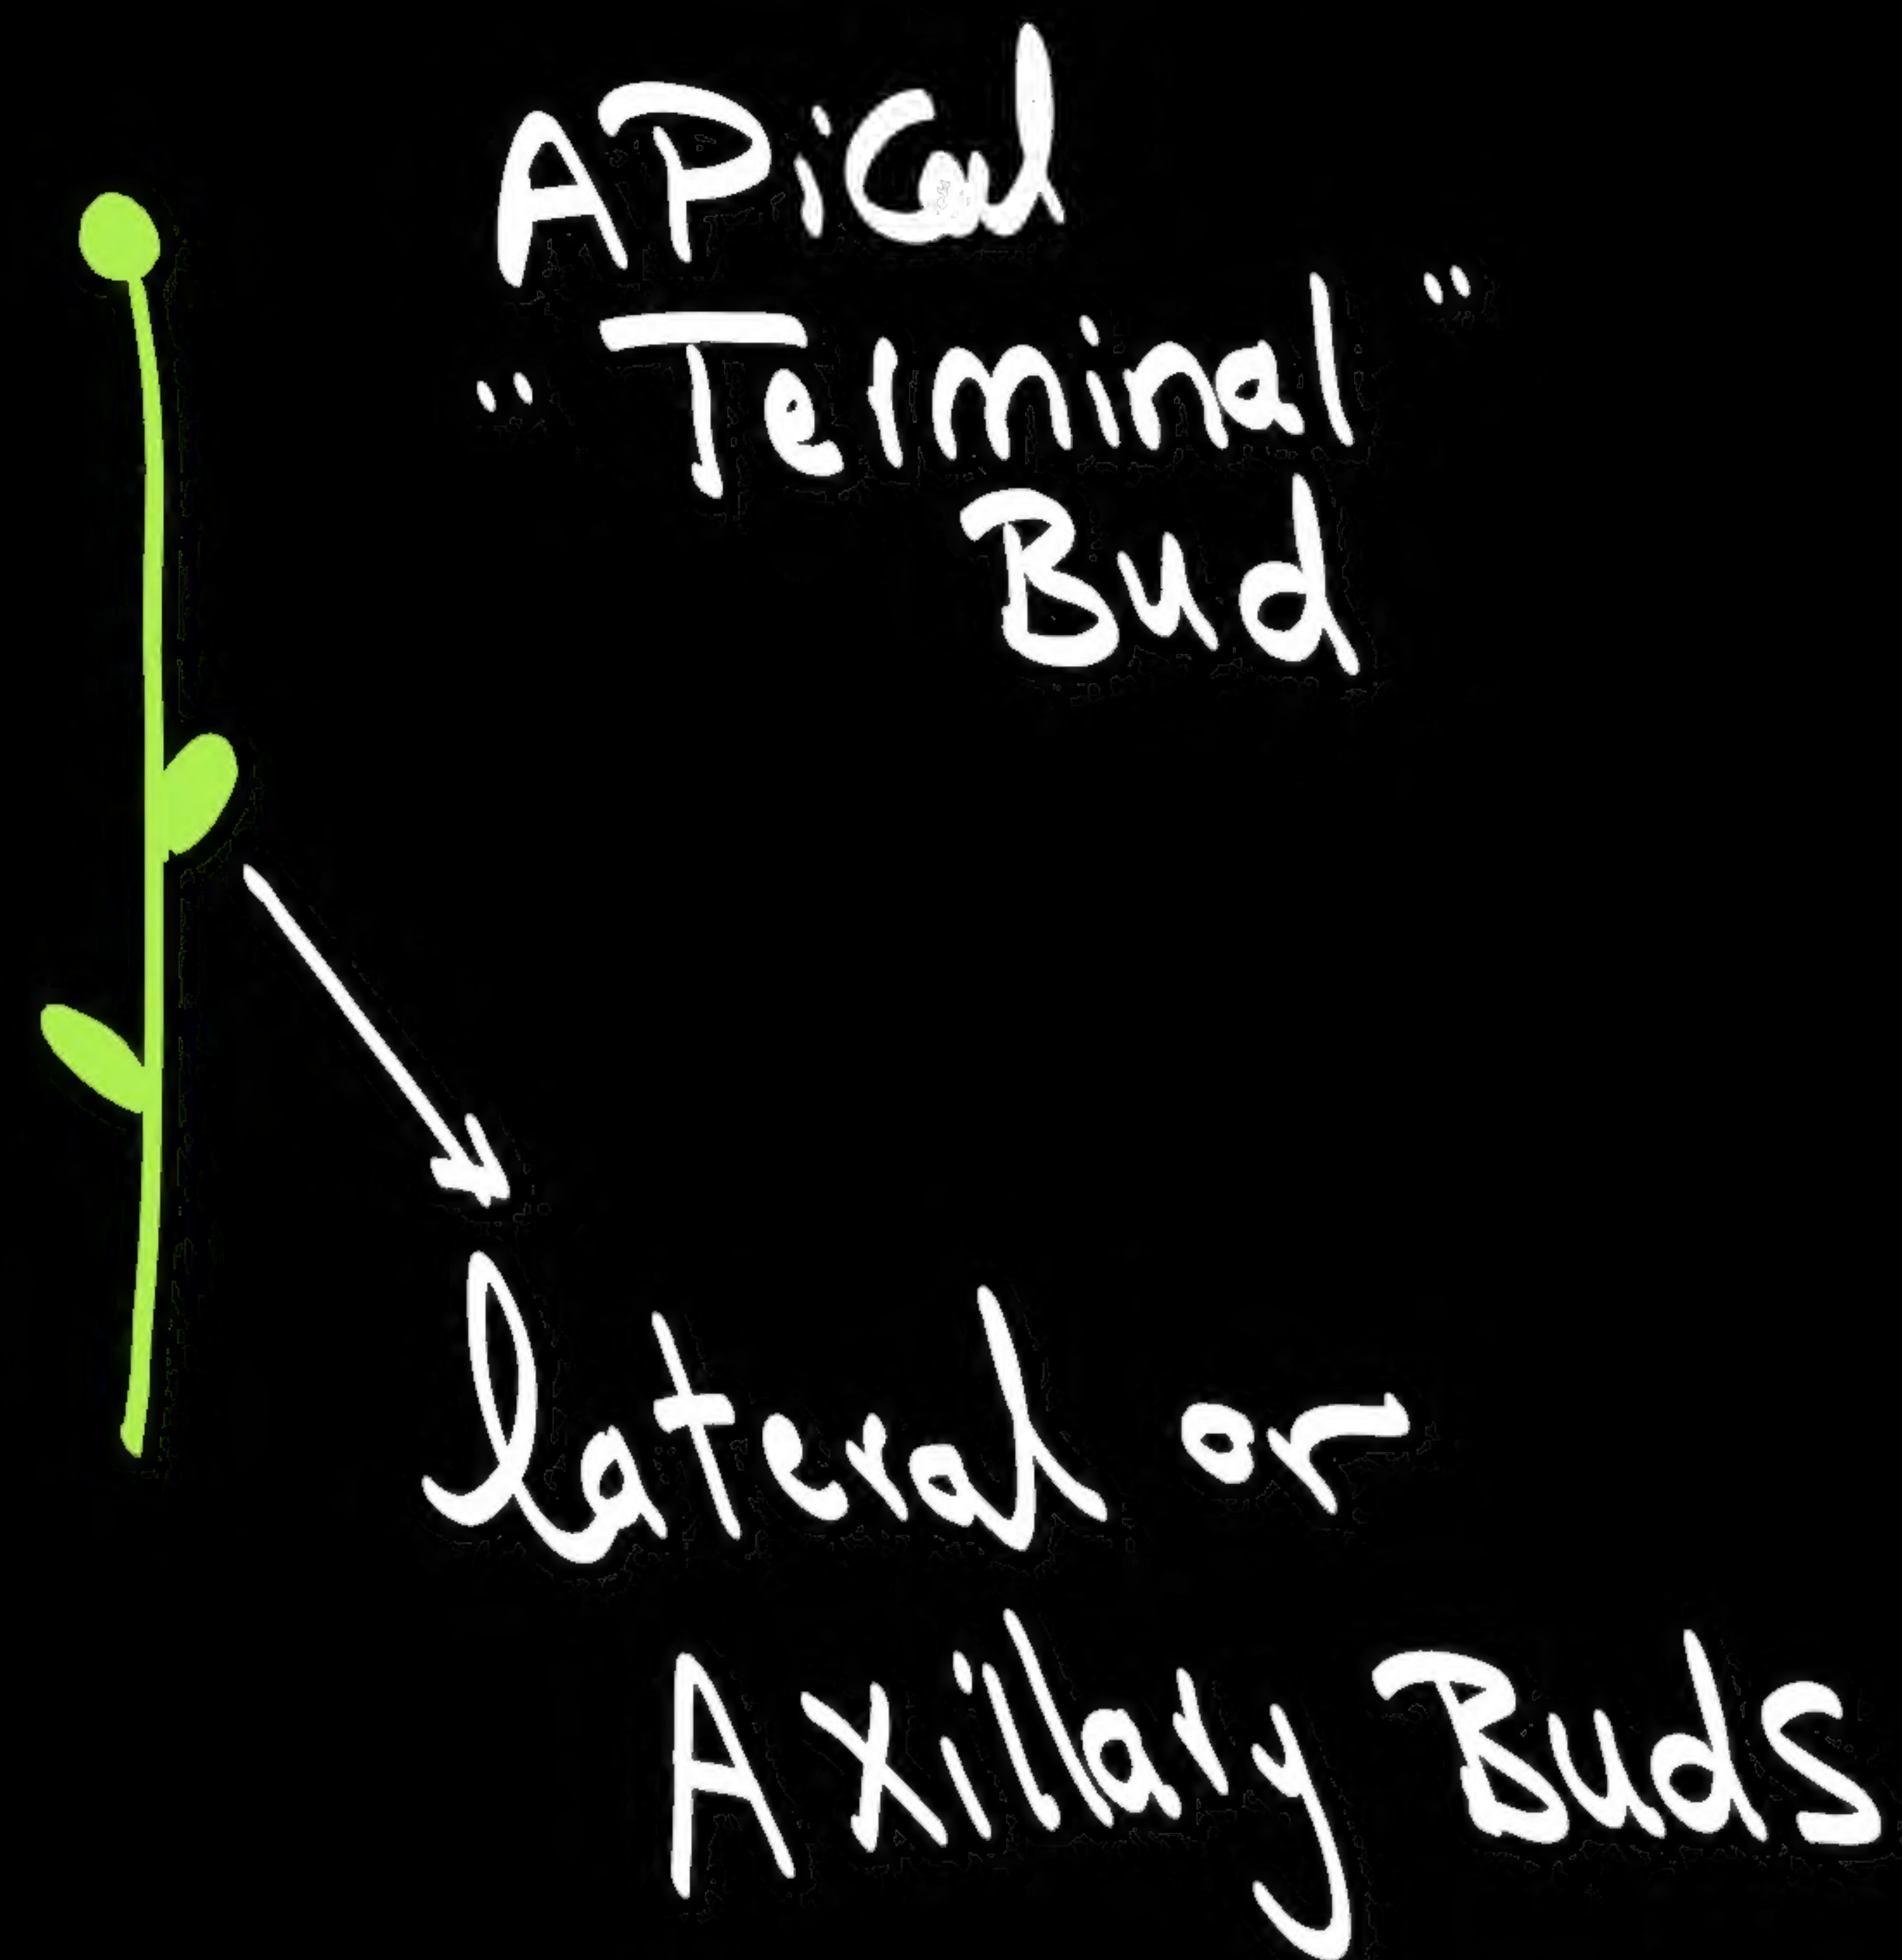 APical
"Terminal"
Bud
lateral or
Axillary Buds